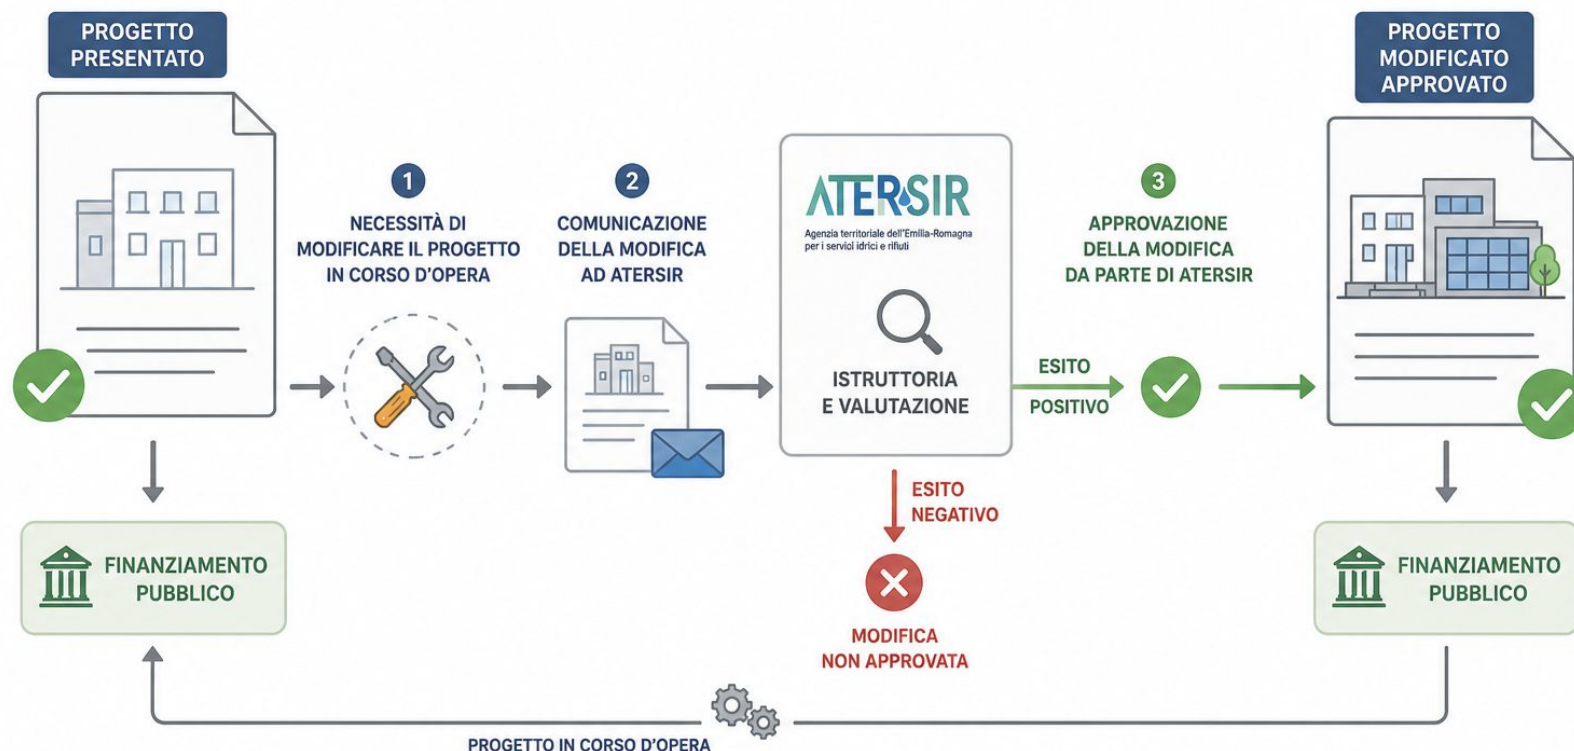 PROGETTO
PRESENTATO
PROGETTO
MODIFICATO
APPROVATO
1
NECESSITÀ DI
MODIFICARE IL PROGETTO
IN CORSO D'OPERA
2
COMUNICAZIONE
DELLA MODIFICA
AD ATERSIR
ATERSIR
Agenzia territoriale dell'Emilia-Romagna
per i servizi idrici e rifiuti
ISTRUTTORIA
E VALUTAZIONE
3
APPROVAZIONE
DELLA MODIFICA
DA PARTE DI ATERSIR
ESITO
POSITIVO
ESITO
NEGATIVO
MODIFICA
NON APPROVATA
FINANZIAMENTO
PUBBLICO
FINANZIAMENTO
PUBBLICO
PROGETTO IN CORSO D'OPERA